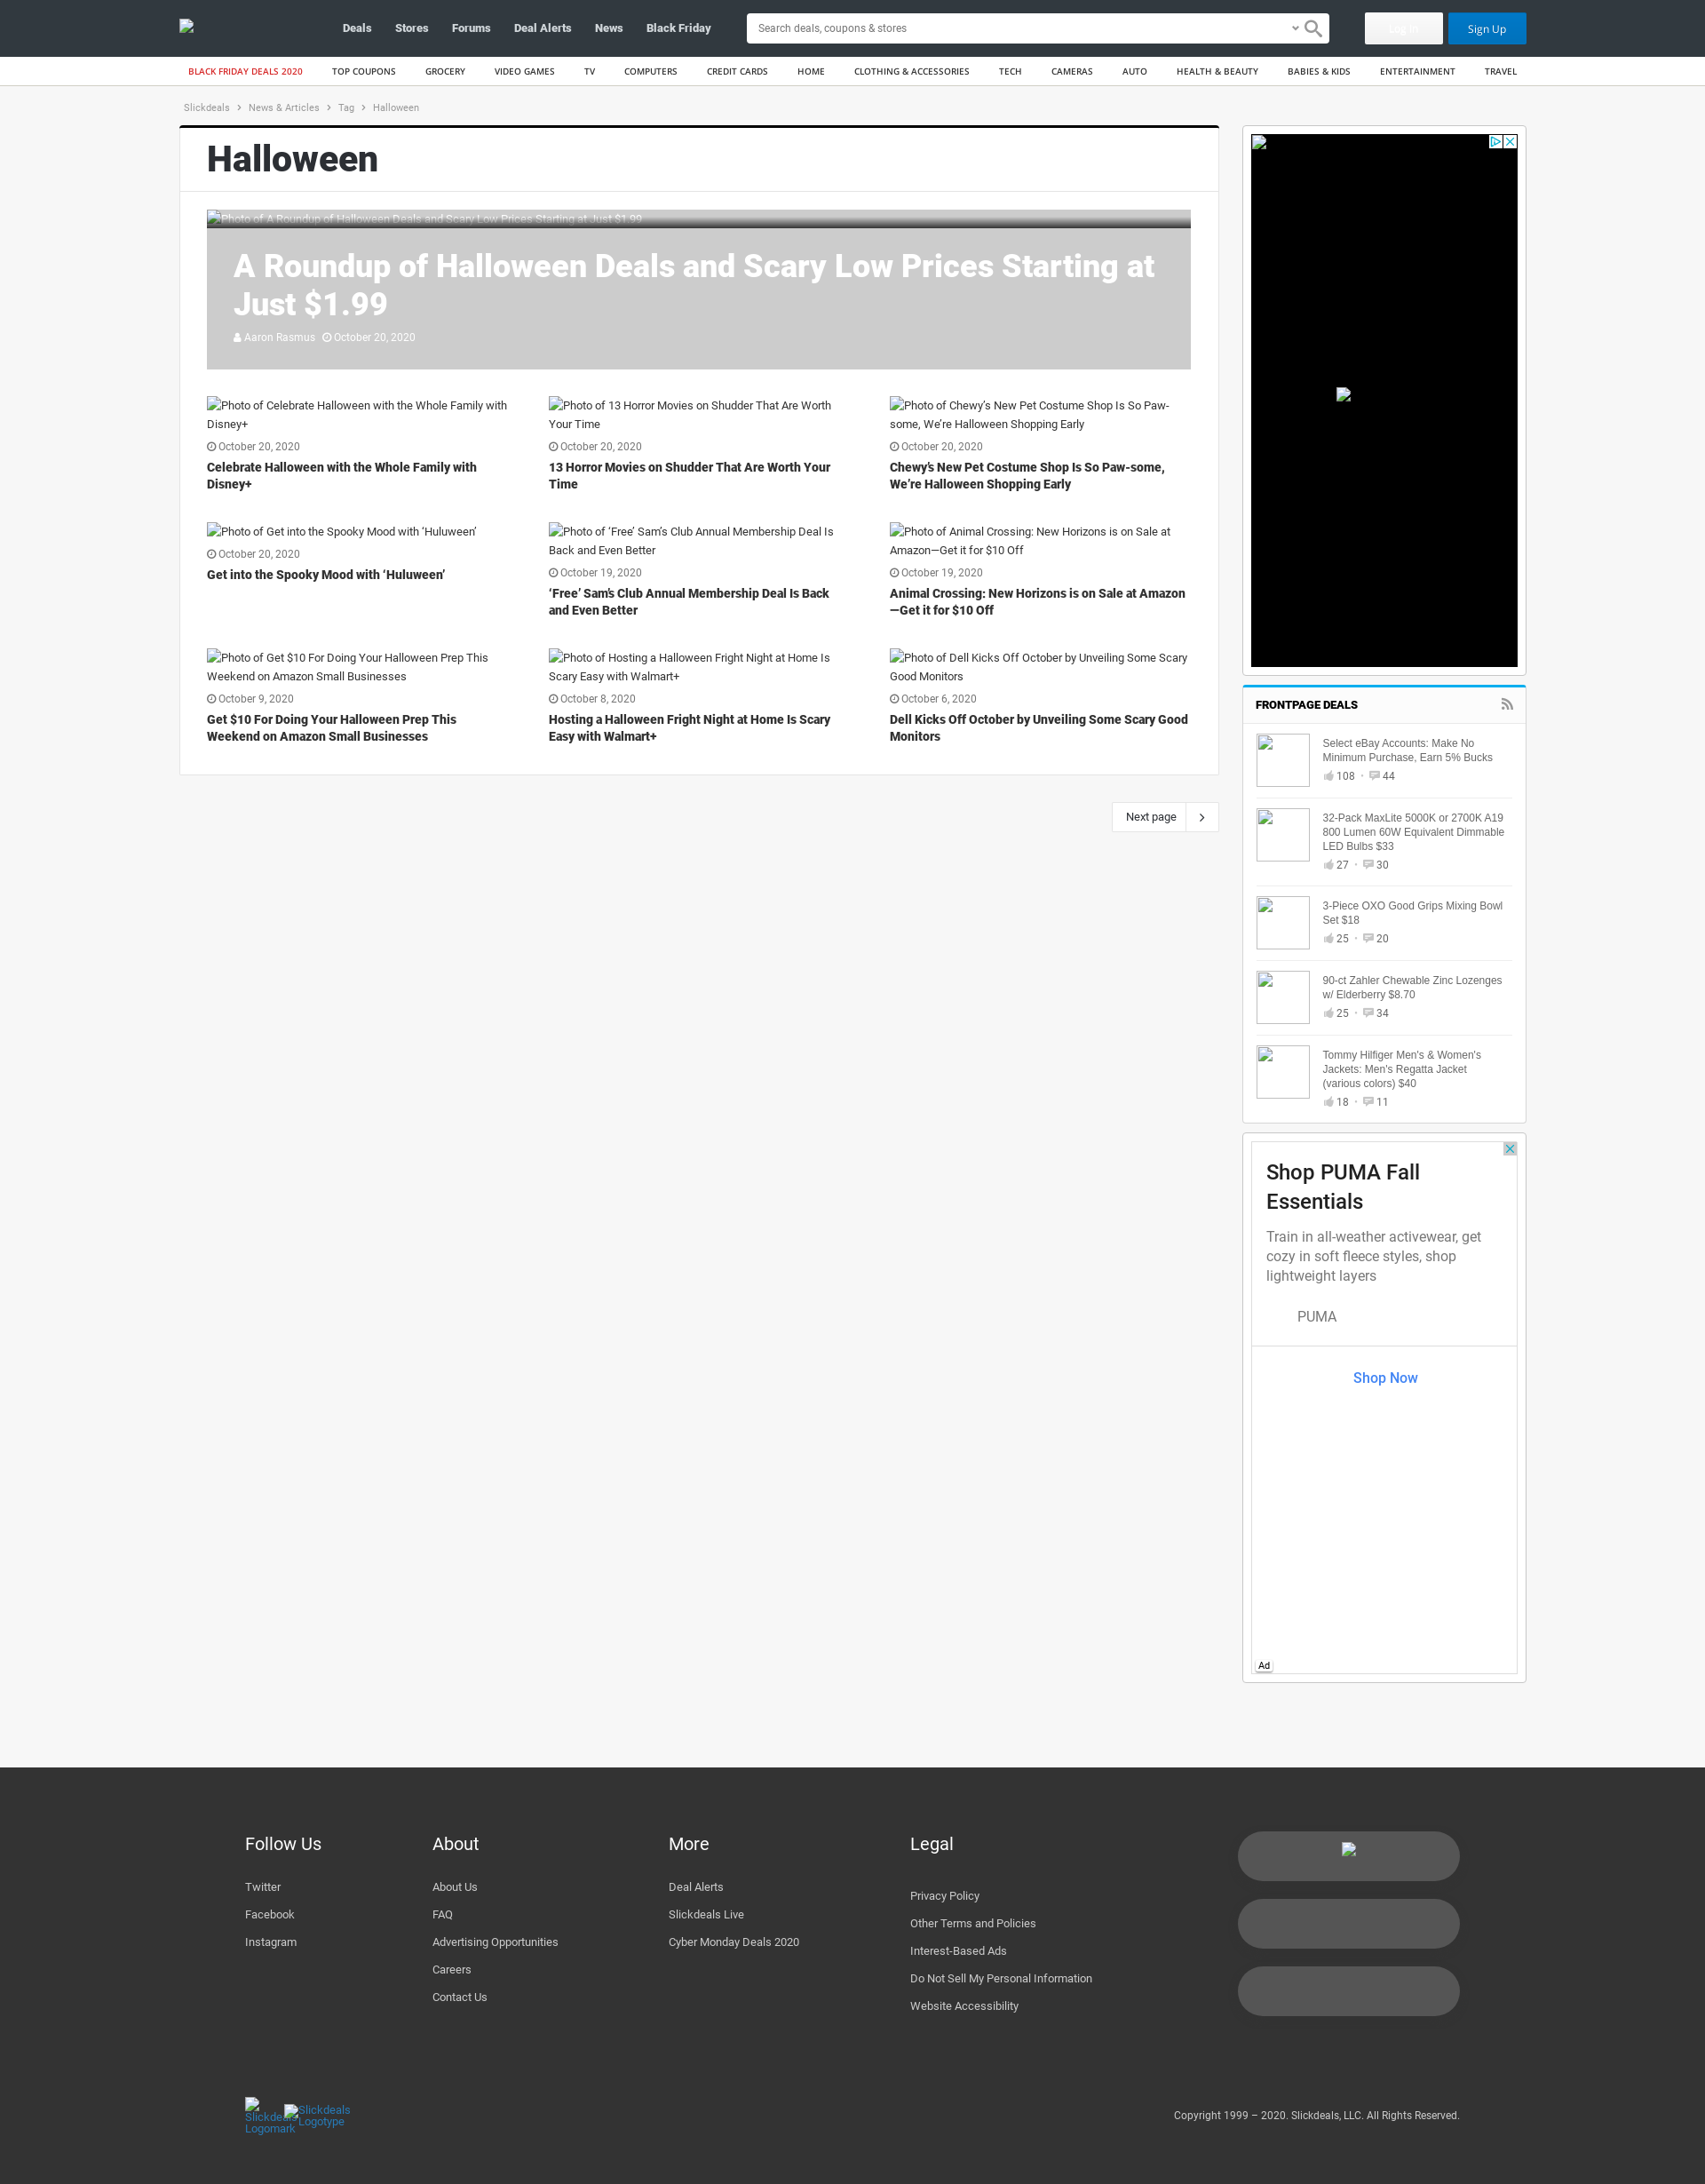 Deals Stores Forums Deal Alerts News Black Friday
Search deals, coupons & stores
Log In
Sign Up
BLACK FRIDAY DEALS 2020 TOP COUPONS GROCERY VIDEO GAMES TV COMPUTERS CREDIT CARDS HOME CLOTHING & ACCESSORIES TECH CAMERAS AUTO HEALTH & BEAUTY BABIES & KIDS ENTERTAINMENT TRAVEL
Slickdeals > News & Articles > Tag > Halloween
Halloween
Photo of A Roundup of Halloween Deals and Scary Low Prices Starting at Just $1.99
A Roundup of Halloween Deals and Scary Low Prices Starting at
Just $1.99
Aaron Rasmus October 20, 2020
Photo of Celebrate Halloween with the Whole Family with
Disney+
October 20, 2020
Celebrate Halloween with the Whole Family with
Disney+
Photo of 13 Horror Movies on Shudder That Are Worth
Your Time
October 20, 2020
13 Horror Movies on Shudder That Are Worth Your
Time
Photo of Chewy’s New Pet Costume Shop Is So Paw-
some, We’re Halloween Shopping Early
October 20, 2020
Chewy’s New Pet Costume Shop Is So Paw-some,
We’re Halloween Shopping Early
Photo of Get into the Spooky Mood with ‘Huluween’
October 20, 2020
Get into the Spooky Mood with ‘Huluween’
Photo of ‘Free’ Sam’s Club Annual Membership Deal Is
Back and Even Better
October 19, 2020
‘Free’ Sam’s Club Annual Membership Deal Is Back
and Even Better
Photo of Animal Crossing: New Horizons is on Sale at
Amazon—Get it for $10 Off
October 19, 2020
Animal Crossing: New Horizons is on Sale at Amazon
—Get it for $10 Off
Photo of Get $10 For Doing Your Halloween Prep This
Weekend on Amazon Small Businesses
October 9, 2020
Get $10 For Doing Your Halloween Prep This
Weekend on Amazon Small Businesses
Photo of Hosting a Halloween Fright Night at Home Is
Scary Easy with Walmart+
October 8, 2020
Hosting a Halloween Fright Night at Home Is Scary
Easy with Walmart+
Photo of Dell Kicks Off October by Unveiling Some Scary
Good Monitors
October 6, 2020
Dell Kicks Off October by Unveiling Some Scary Good
Monitors
Next page
FRONTPAGE DEALS
Select eBay Accounts: Make No
Minimum Purchase, Earn 5% Bucks
108 • 44
32-Pack MaxLite 5000K or 2700K A19
800 Lumen 60W Equivalent Dimmable
LED Bulbs $33
27 • 30
3-Piece OXO Good Grips Mixing Bowl
Set $18
25 • 20
90-ct Zahler Chewable Zinc Lozenges
w/ Elderberry $8.70
25 • 34
Tommy Hilfiger Men's & Women's
Jackets: Men's Regatta Jacket
(various colors) $40
18 • 11
Shop PUMA Fall
Essentials
Train in all-weather activewear, get
cozy in soft fleece styles, shop
lightweight layers
PUMA
Shop Now
Ad
Follow Us
Twitter
Facebook
Instagram
About
About Us
FAQ
Advertising Opportunities
Careers
Contact Us
More
Deal Alerts
Slickdeals Live
Cyber Monday Deals 2020
Legal
Privacy Policy
Other Terms and Policies
Interest-Based Ads
Do Not Sell My Personal Information
Website Accessibility
Slickdeals
Logomark
Slickdeals
Logotype
Copyright 1999 – 2020. Slickdeals, LLC. All Rights Reserved.